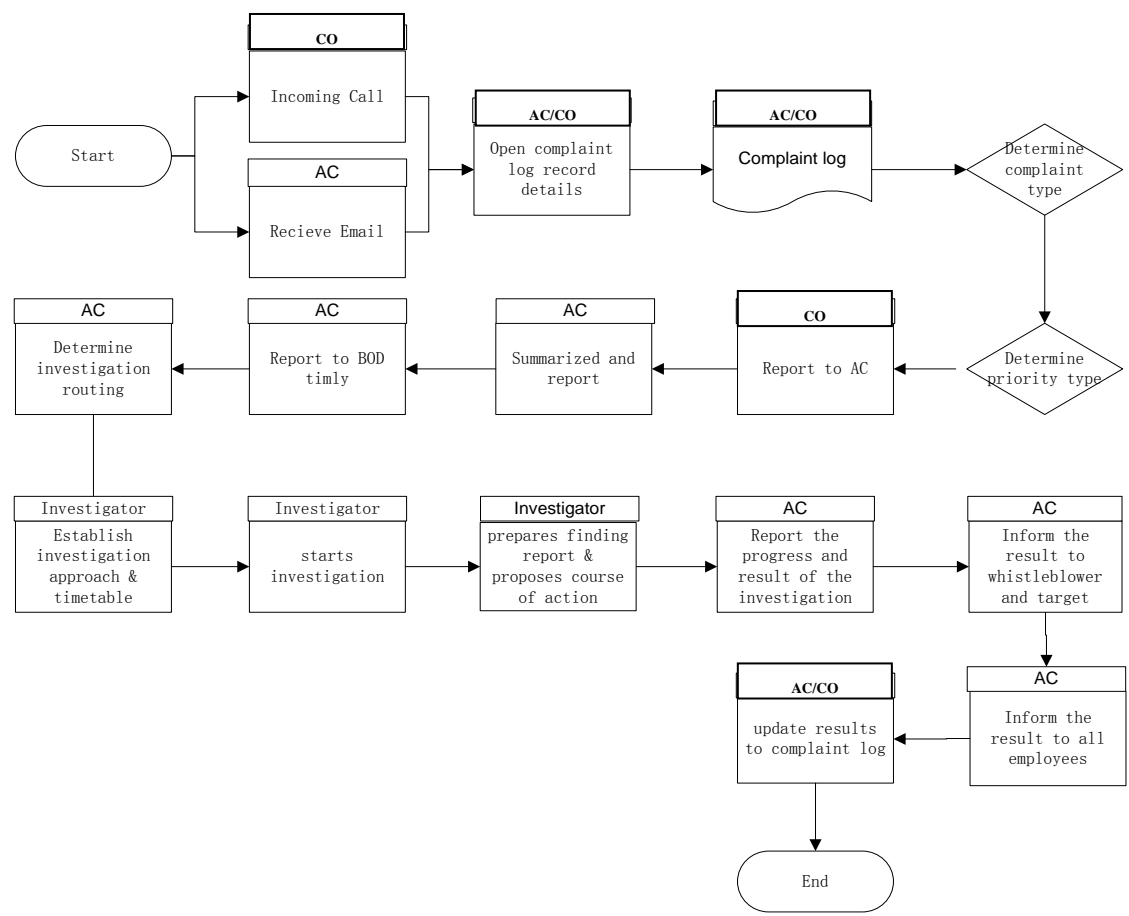 CO
Incoming Call
Start
AC
Recieve Email
AC/CO
Open complaint
log record
details
AC/CO
Complaint log
Determine
complaint
type
AC
Determine
investigation
routing
AC
Report to BOD
timly
AC
Summarized and
report
CO
Report to AC
Determine
priority type
Investigator
Establish
investigation
approach &
timetable
Investigator
starts
investigation
Investigator
prepares finding
report &
proposes course
of action
AC
Report the
progress and
result of the
investigation
AC
Inform the
result to
whistleblower
and target
AC/CO
update results
to complaint log
AC
Inform the
result to all
employees
End